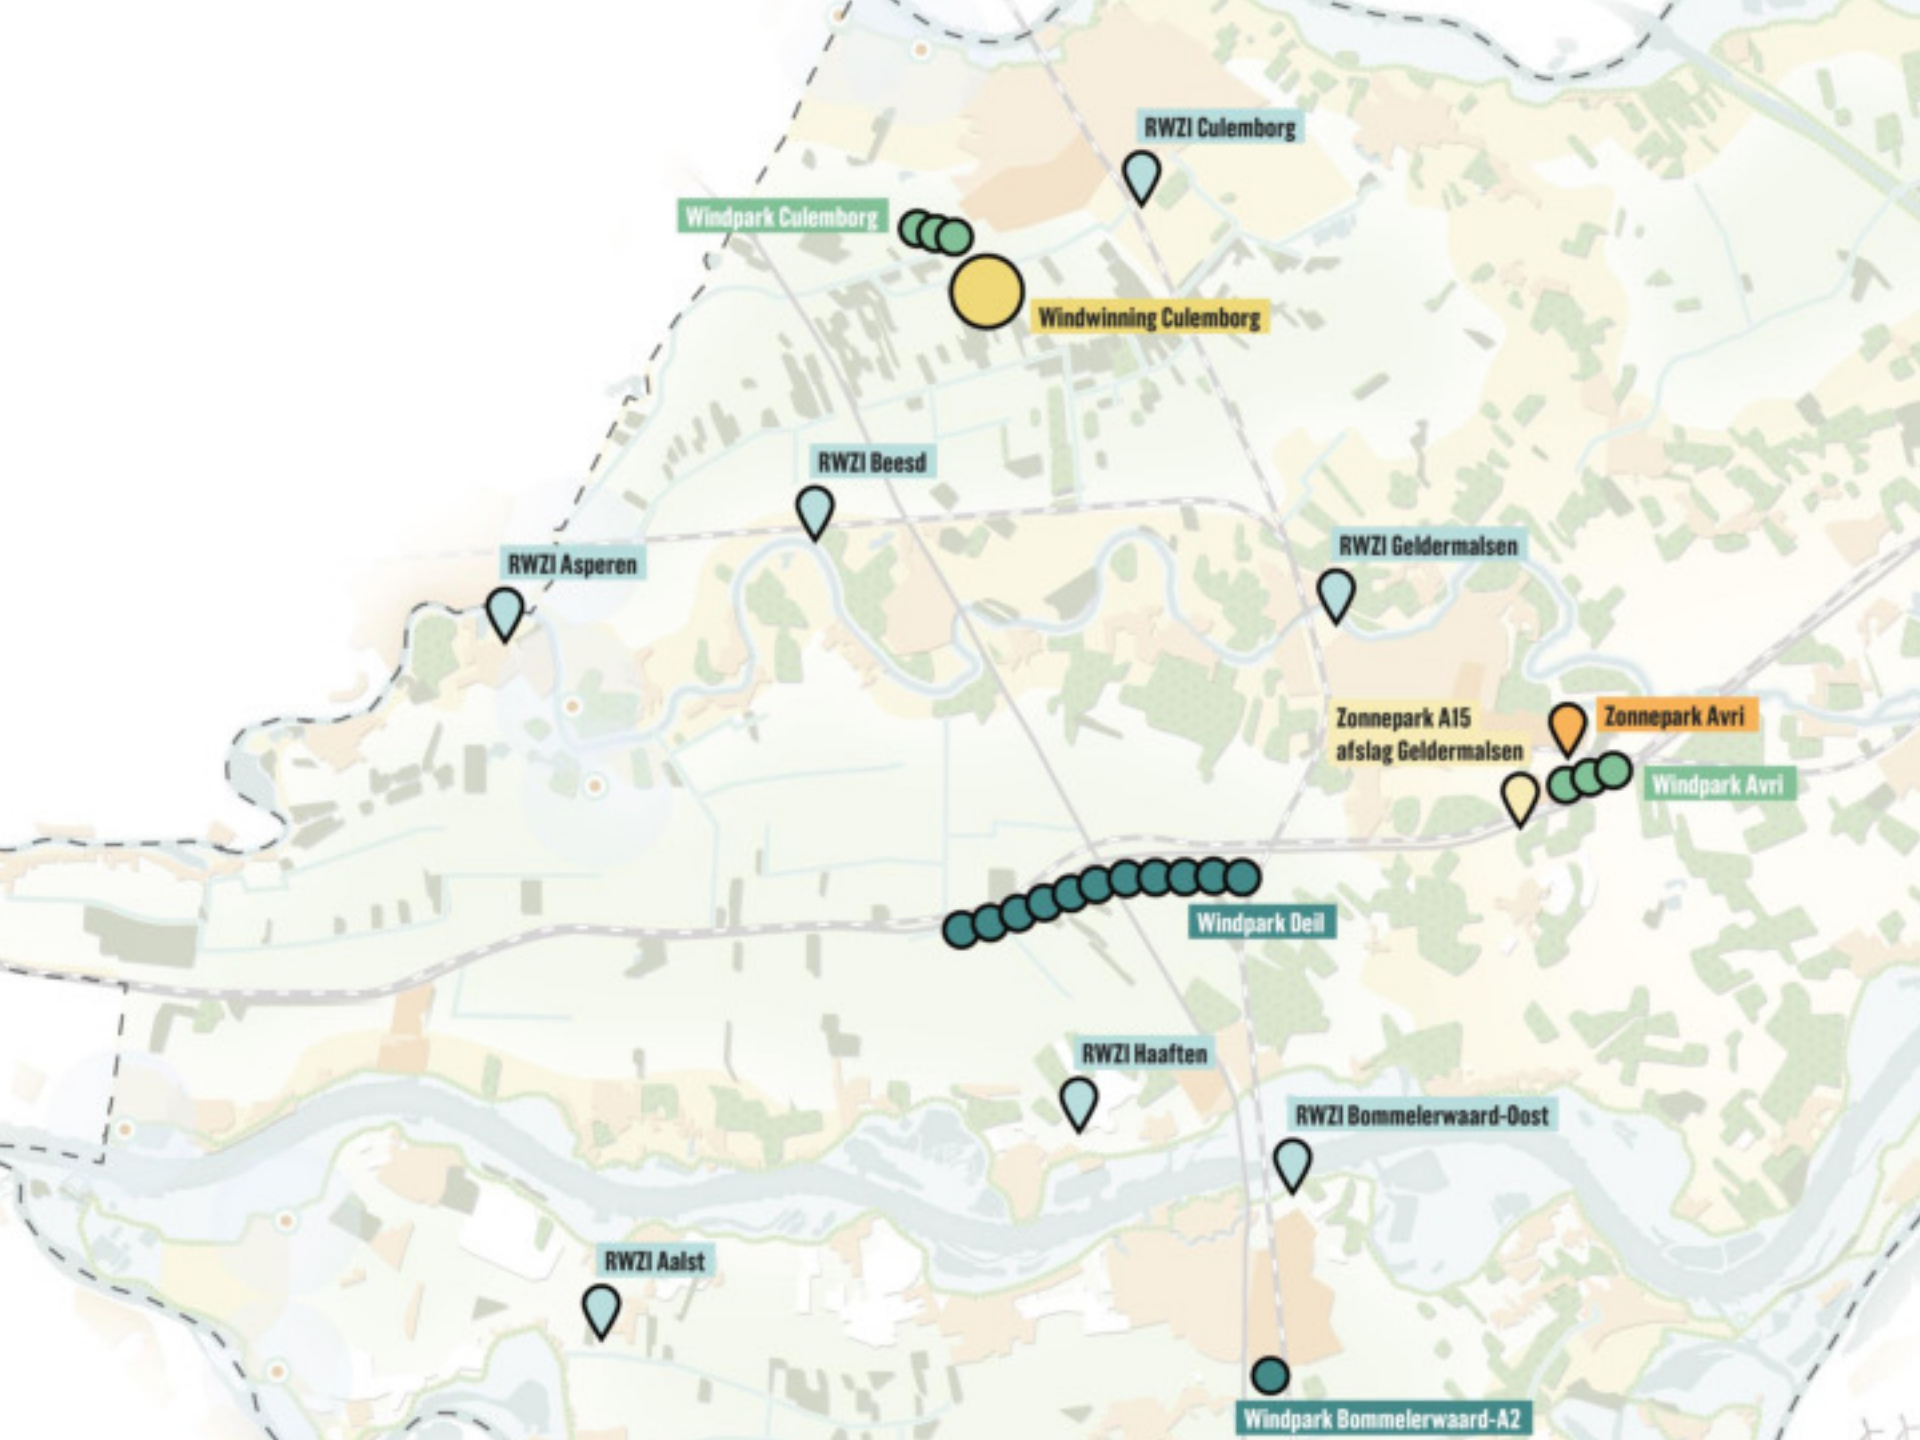 RWZI Culemborg
Windpark Culemborg
Windwinning Culemborg
RWZI Beesd
RWZI Asperen
RWZI Geldermalsen
Zonnepark A15
afslag Geldermalsen
Zonnepark Avri
Windpark Avri
Windpark Deil
RWZI Haaften
RWZI Bommelerwaard-Oost
RWZI Aalst
Windpark Bommelerwaard-A2